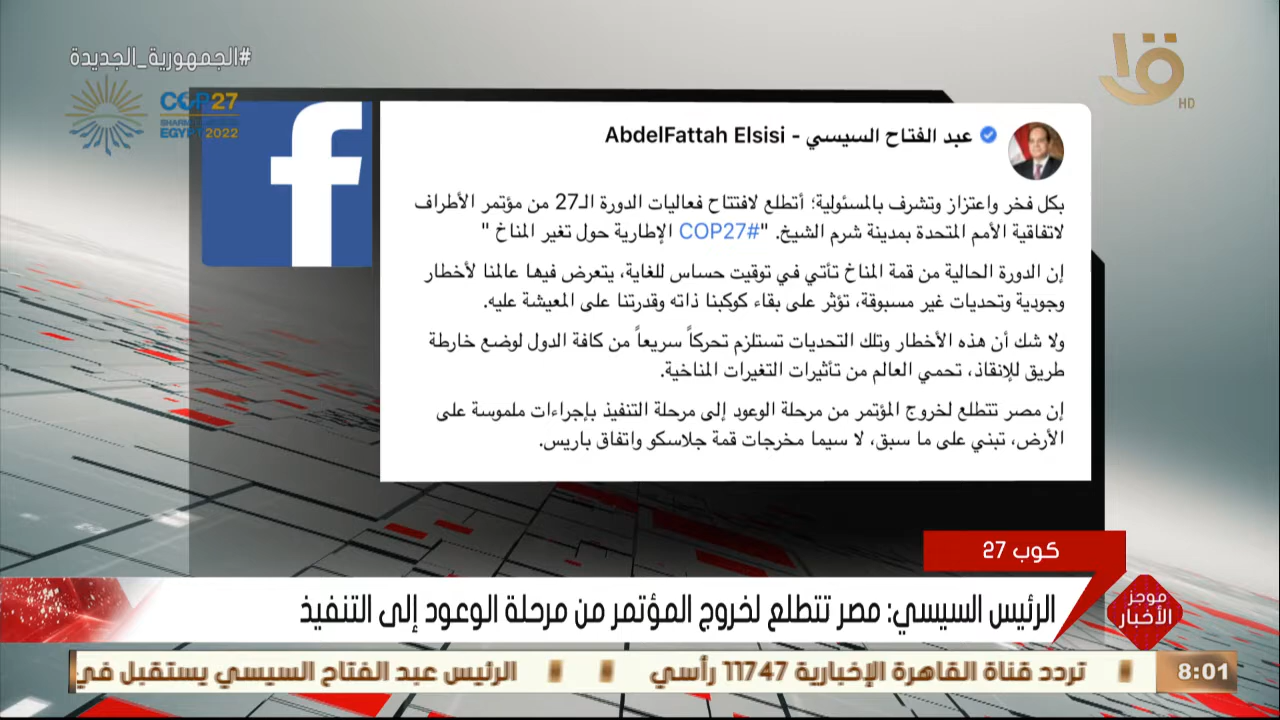 #الجمهورية_الجديدة
COP27
EGYPT 2022
HD
عبد الفتاح السيسي - AbdelFattah Elsisi
بكل فخر واعتزاز وتشرف بالمسئولية؛ أتطلع لافتتاح فعاليات الدورة الـ27 من مؤتمر الأطراف
لاتفاقية الأمم المتحدة بمدينة شرم الشيخ. "#COP27 الإطارية حول تغير المناخ "
إن الدورة الحالية من قمة المناخ تأتي في توقيت حساس للغاية، يتعرض فيها عالمنا لأخطار
وجودية وتحديات غير مسبوقة، تؤثر على بقاء كوكبنا ذاته وقدرتنا على المعيشة عليه.
ولا شك أن هذه الأخطار وتلك التحديات تستلزم تحركاً سريعاً من كافة الدول لوضع خارطة
طريق للإنقاذ، تحمي العالم من تأثيرات التغيرات المناخية.
إن مصر تتطلع لخروج المؤتمر من مرحلة الوعود إلى مرحلة التنفيذ بإجراءات ملموسة على
الأرض، تبني على ما سبق، لا سيما مخرجات قمة جلاسكو واتفاق باريس.
كوب 27
موجز
الأخبار
الرئيس السيسي: مصر تتطلع لخروج المؤتمر من مرحلة الوعود إلى التنفيذ
8:01
تردد قناة القاهرة الإخبارية 11747 رأسي
الرئيس عبد الفتاح السيسي يستقبل في